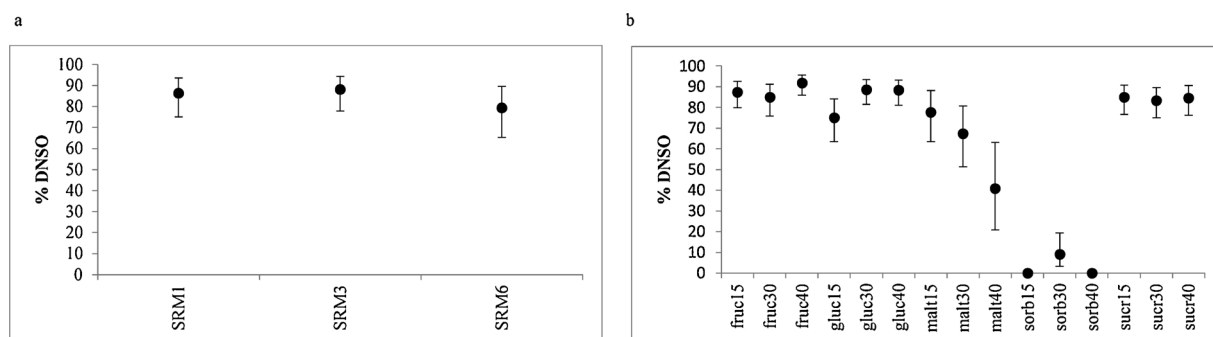 a
% DNSO
100
90
80
70
60
50
40
30
20
10
0
SRM1
SRM3
SRM6
b
% DNSO
100
90
80
70
60
50
40
30
20
10
0
fruc15
fruc30
fruc40
gluc15
gluc30
gluc40
malt15
malt30
malt40
sorb15
sorb30
sorb40
sucr15
sucr30
sucr40